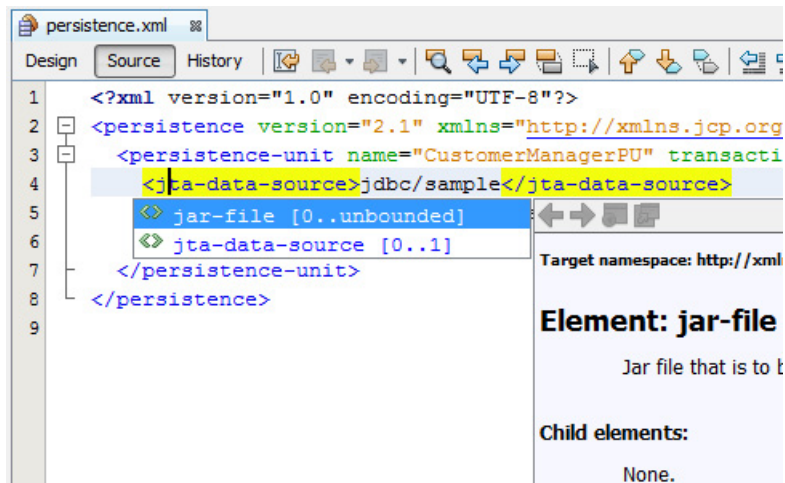 persistence.xml
Design Source History
1 <?xml version="1.0" encoding="UTF-8"?>
2 <persistence version="2.1" xmlns="http://xmlns.jcp.org
3 <persistence-unit name="CustomerManagerPU" transacti
4 <jta-data-source>jdbc/sample</jta-data-source>
5 jar-file [0..unbounded]
6 jta-data-source [0..1]
7 </persistence-unit>
8 </persistence>
9
Target namespace: http://xml
Element: jar-file
Jar file that is to b
Child elements:
None.